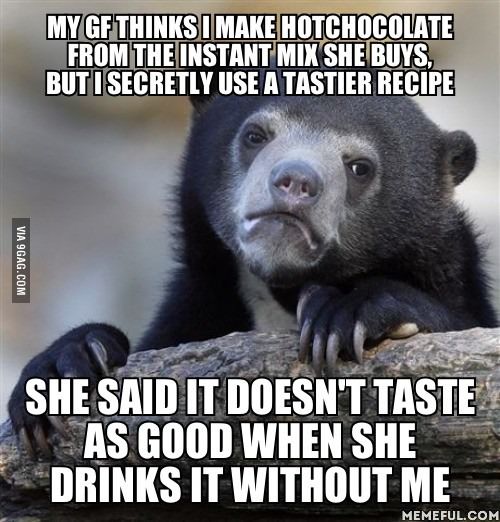 MY GF THINKS I MAKE HOTCHOCOLATE
FROM THE INSTANT MIX SHE BUYS,
BUT I SECRETLY USE A TASTIER RECIPE
VIA 9GAG.COM
SHE SAID IT DOESN'T TASTE
AS GOOD WHEN SHE
DRINKS IT WITHOUT ME
MEMEFUL.COM